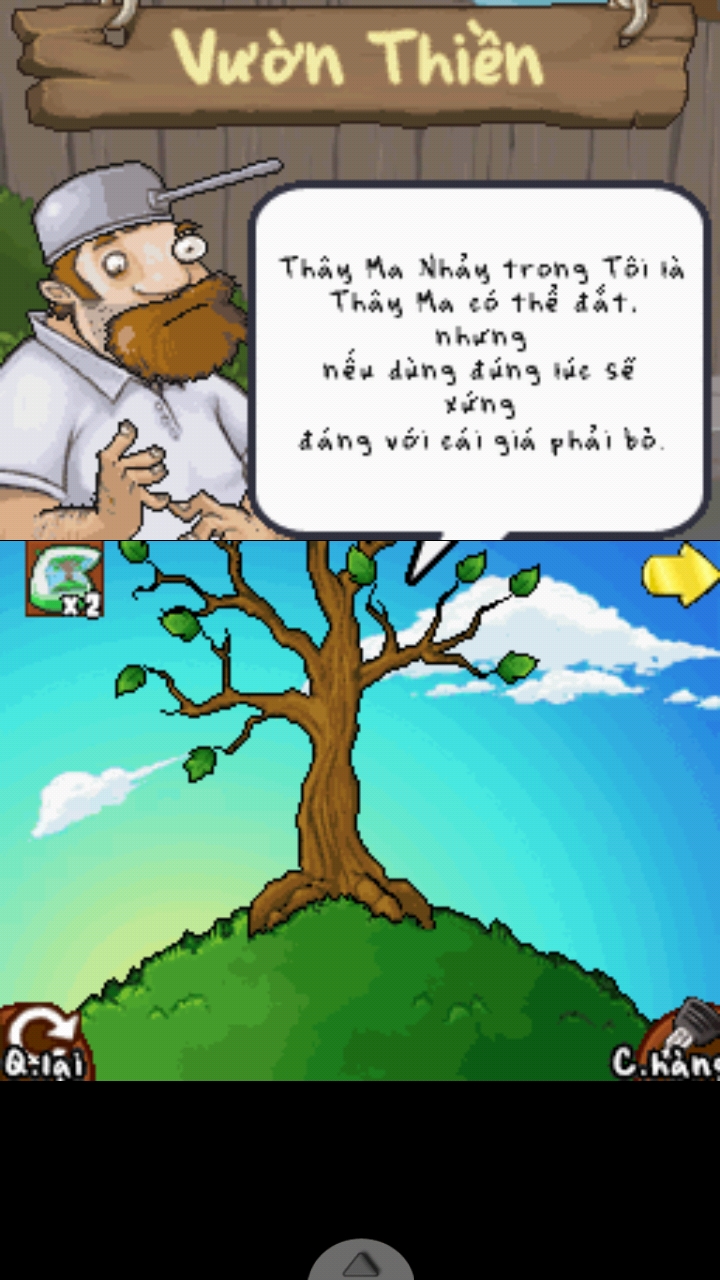 Vườn Thiền
Thây Ma Nhảy trong Tôi là
Thây Ma có thể đắt,
nhưng
nếu dùng đúng lúc sẽ
xứng
đáng với cái giá phải bỏ.
x2
Q.lại
C.hàng